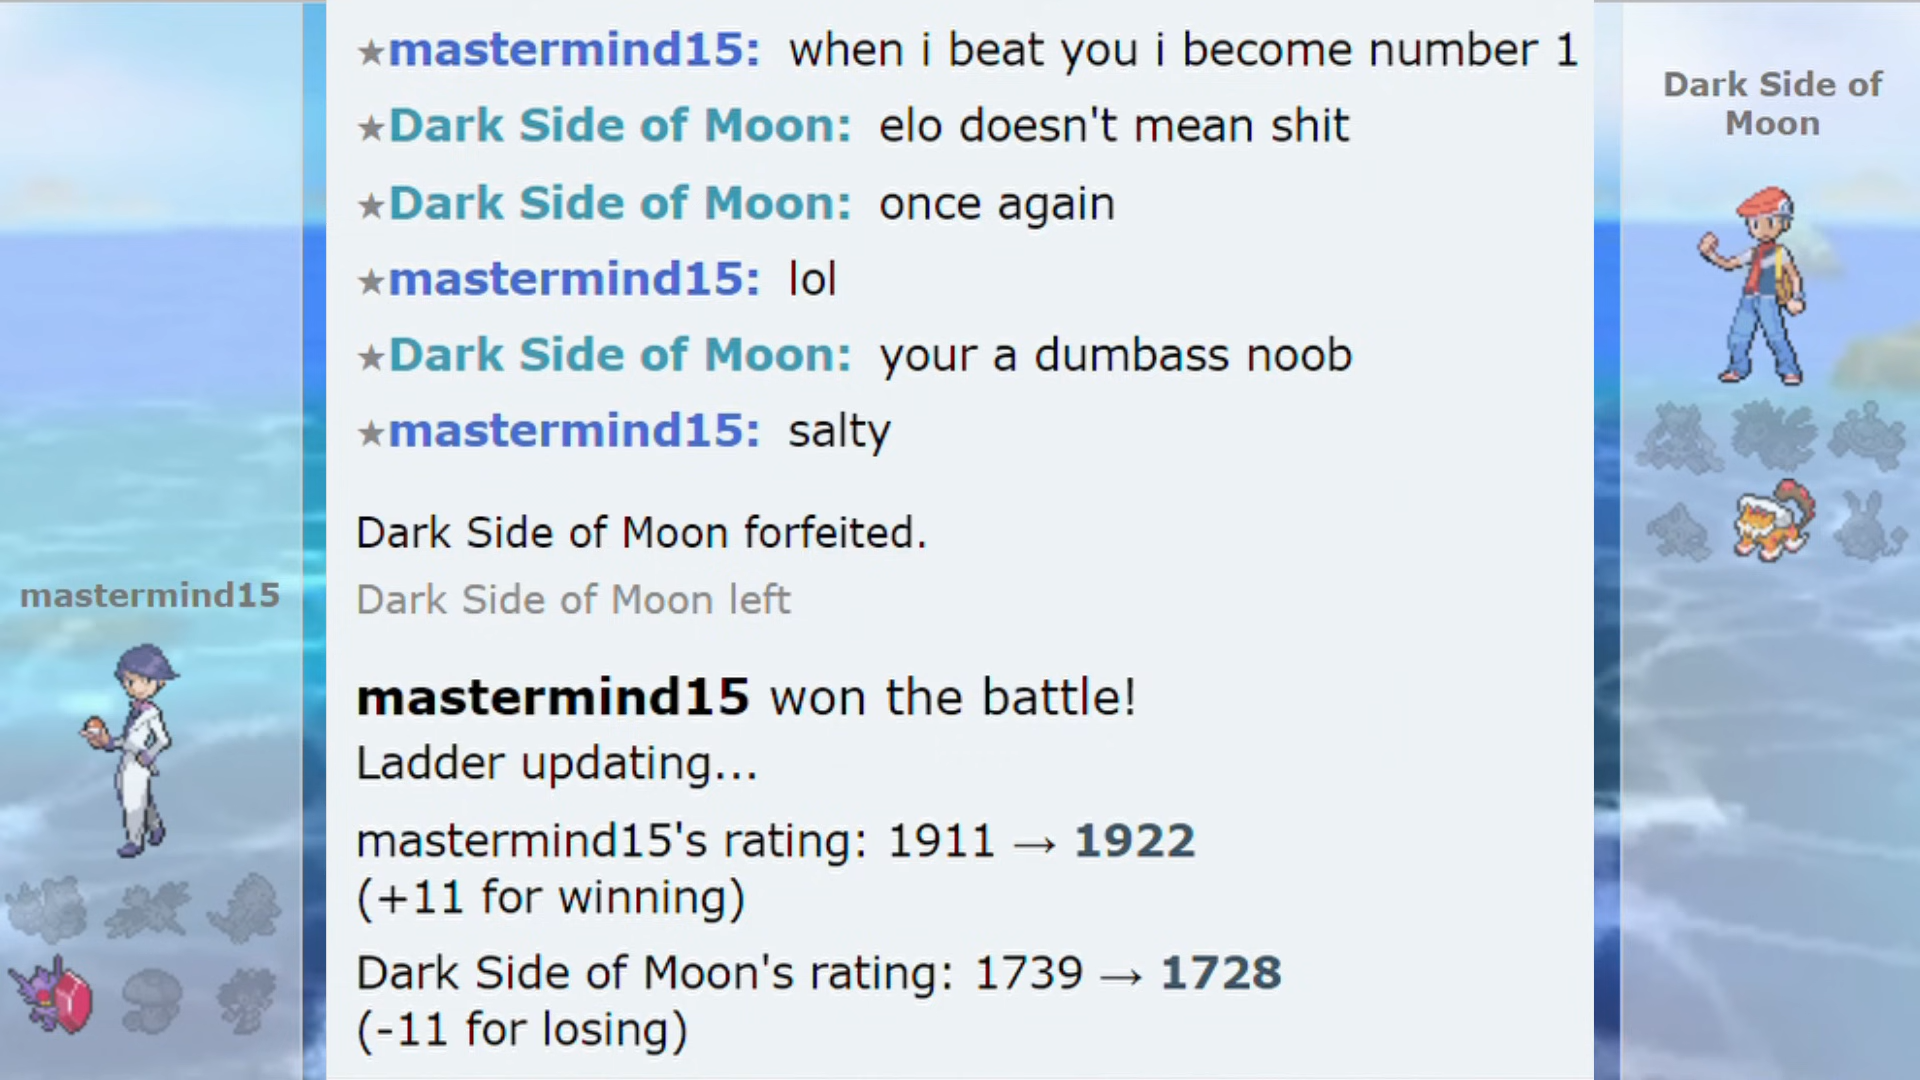 ★mastermind15: when i beat you i become number 1
★Dark Side of Moon: elo doesn't mean shit
★Dark Side of Moon: once again
★mastermind15: lol
★Dark Side of Moon: your a dumbass noob
★mastermind15: salty
Dark Side of Moon forfeited.
Dark Side of Moon left
mastermind15 won the battle!
Ladder updating...
mastermind15's rating: 1911 → 1922
(+11 for winning)
Dark Side of Moon's rating: 1739 → 1728
(-11 for losing)
mastermind15
Dark Side of
Moon